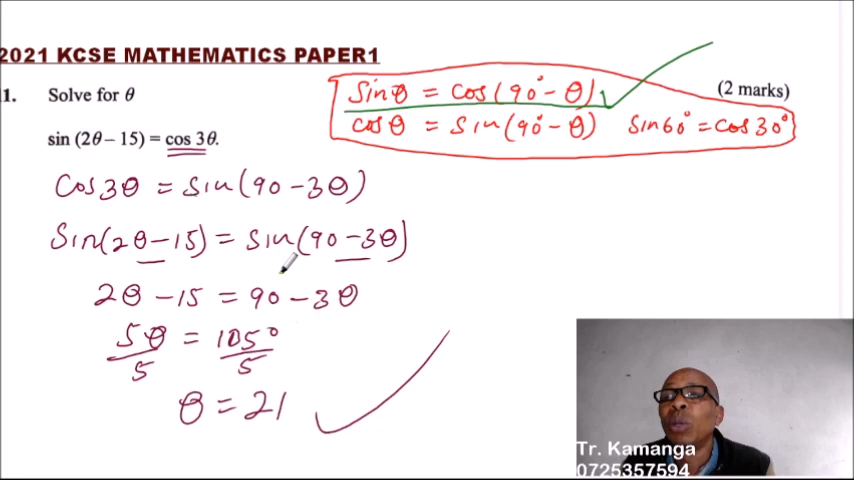 2021 KCSE MATHEMATICS PAPER1
1. Solve for θ (2 marks)
sin (2θ – 15) = cos 3θ.
Sinθ = Cos(90° – θ)
Cosθ = Sin(90° – θ) Sin60° = Cos30°
Cos3θ = Sin(90 – 3θ)
Sin(2θ – 15) = Sin(90 – 3θ)
2θ – 15 = 90 – 3θ
5θ/5 = 105°/5
θ = 21
Tr. Kamanga
0725357594